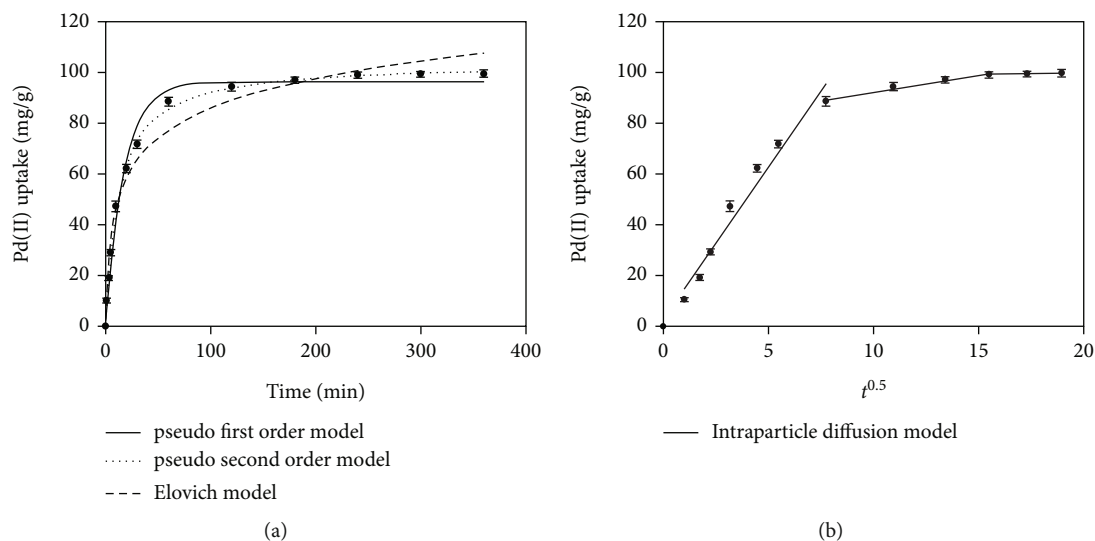 120
100
80
60
40
20
0
Pd(II) uptake (mg/g)
0 100 200 300 400
Time (min)
pseudo first order model
pseudo second order model
Elovich model
(a)
120
100
80
60
40
20
0
Pd(II) uptake (mg/g)
0 5 10 15 20
t^0.5
Intraparticle diffusion model
(b)